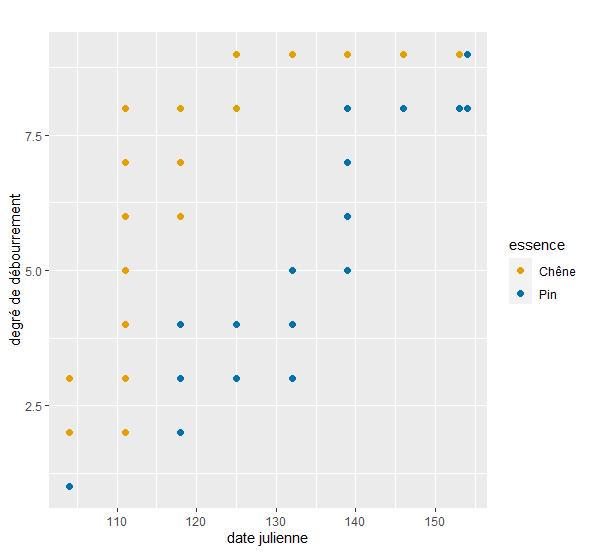 7.5
5.0
2.5
degré de débourrement
110 120 130 140 150
date julienne
essence
Chêne
Pin